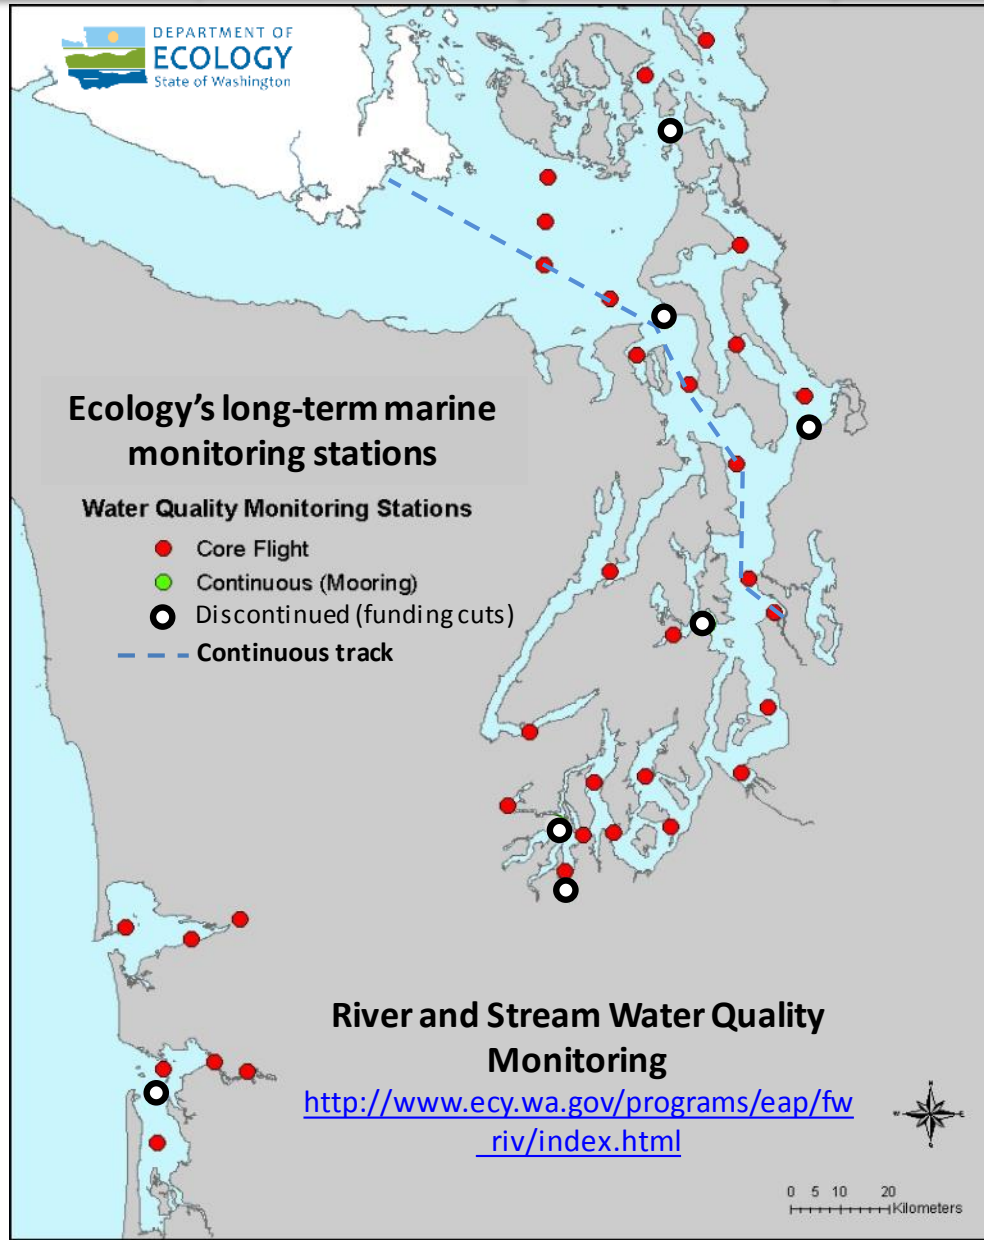 DEPARTMENT OF
ECOLOGY
State of Washington
Ecology's long-term marine
monitoring stations
Water Quality Monitoring Stations
Core Flight
Continuous (Mooring)
Discontinued (funding cuts)
Continuous track
River and Stream Water Quality
Monitoring
http://www.ecy.wa.gov/programs/eap/fw
_riv/index.html
N
W E
S
0 5 10 20
Kilometers